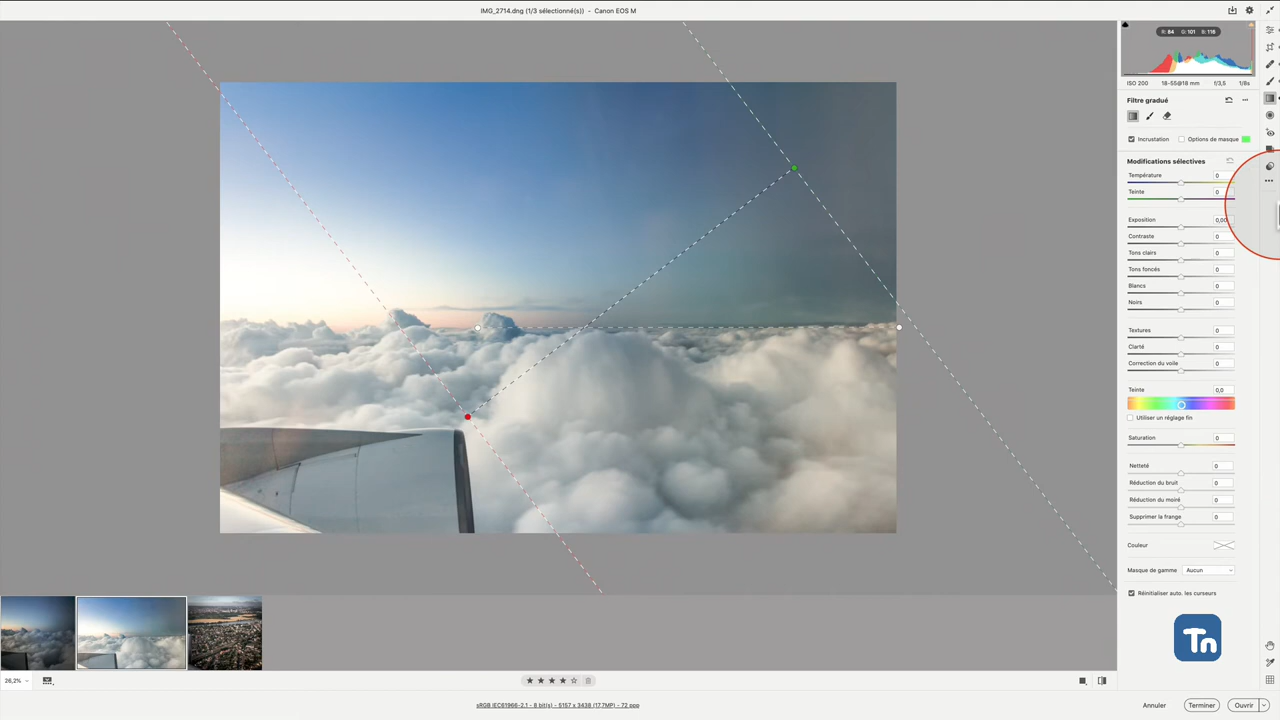 IMG_2714.dng (1/3 sélectionné(s)) - Canon EOS M
R: 84 G: 101 B: 116
ISO 200 18-55@18 mm f/3,5 1/8s
Filtre gradué
Incrustation Options de masque
Modifications sélectives
Température 0
Teinte 0
Exposition 0,00
Contraste 0
Tons clairs 0
Tons foncés 0
Blancs 0
Noirs 0
Textures 0
Clarté 0
Correction du voile 0
Teinte 0,0
Utiliser un réglage fin
Saturation 0
Netteté 0
Réduction du bruit 0
Réduction du moiré 0
Supprimer la frange 0
Couleur
Masque de gamme Aucun
Réinitialiser auto. les curseurs
Tn
26,2%
sRGB IEC61966-2.1 - 8 bit(s) - 5157 x 3438 (17,7MP) - 72 ppp
Annuler Terminer Ouvrir